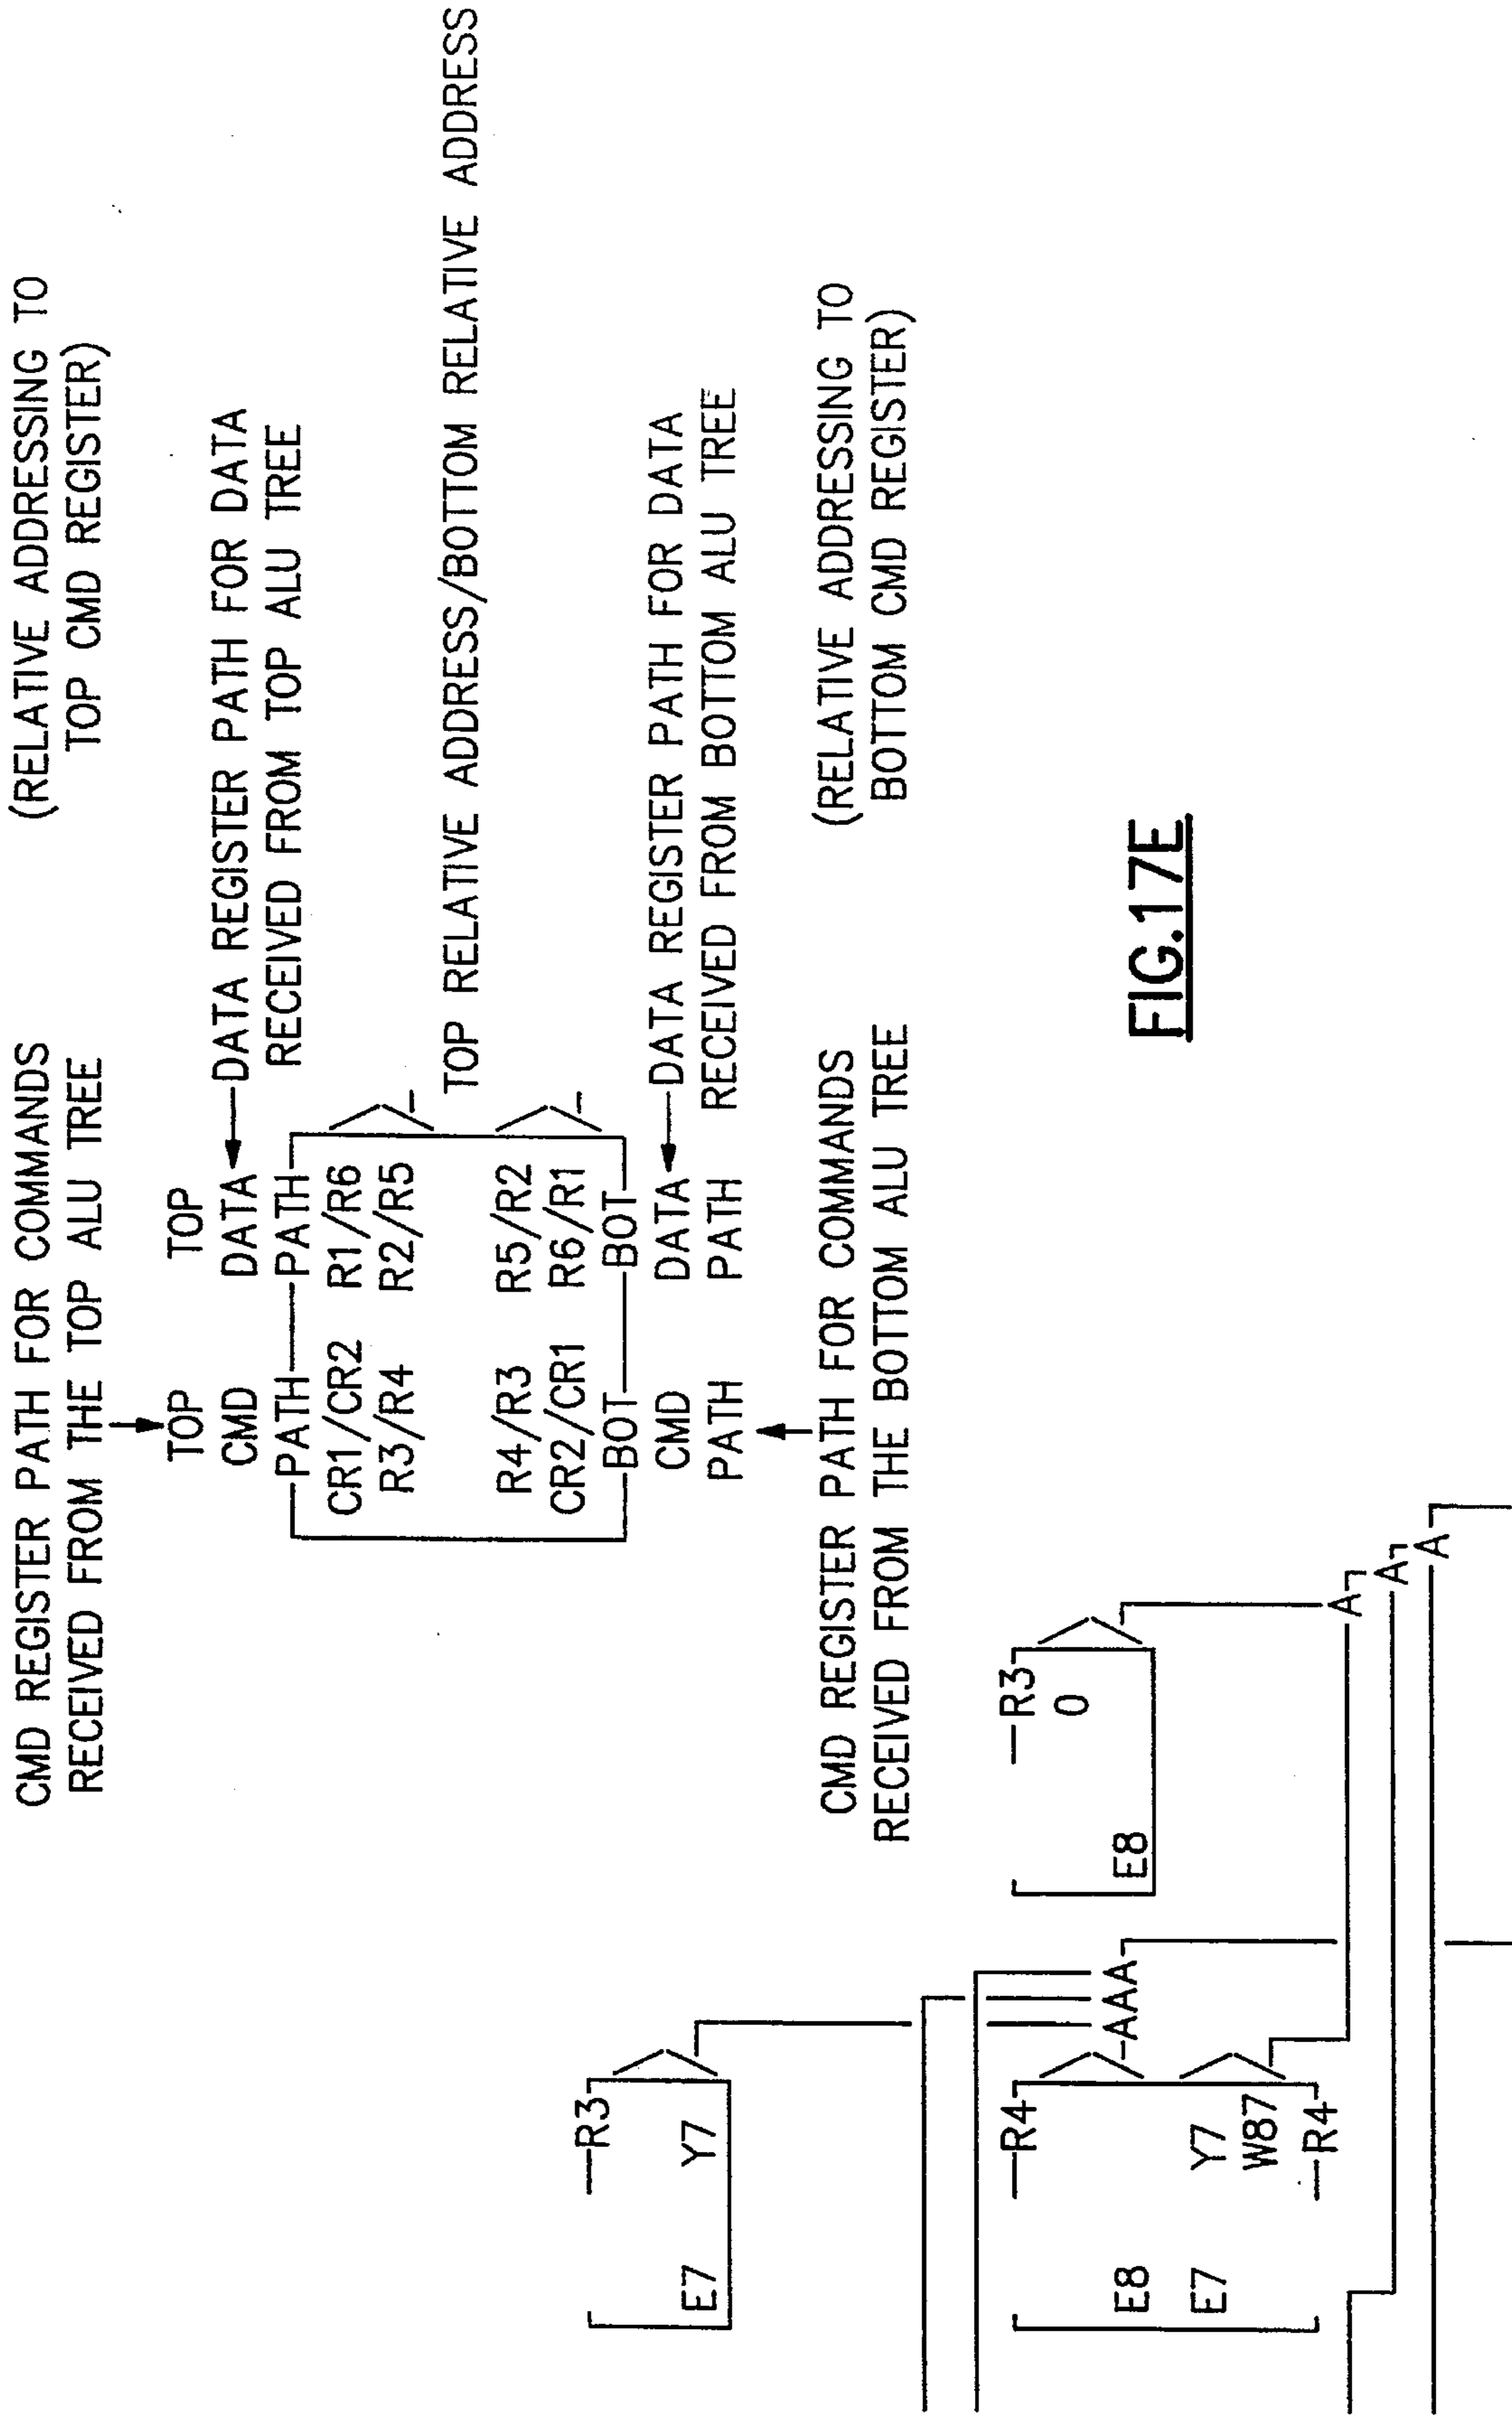 CMD REGISTER PATH FOR COMMANDS
RECEIVED FROM THE TOP ALU TREE
(RELATIVE ADDRESSING TO
TOP CMD REGISTER)
TOP TOP
CMD DATA
PATH PATH
DATA REGISTER PATH FOR DATA
RECEIVED FROM TOP ALU TREE
CR1/CR2 R1/R6
R3/R4 R2/R5
TOP RELATIVE ADDRESS/BOTTOM RELATIVE ADDRESS
R4/R3 R5/R2
CR2/CR1 R6/R1
BOT BOT
CMD DATA
PATH PATH
DATA REGISTER PATH FOR DATA
RECEIVED FROM BOTTOM ALU TREE
CMD REGISTER PATH FOR COMMANDS
RECEIVED FROM THE BOTTOM ALU TREE
(RELATIVE ADDRESSING TO
BOTTOM CMD REGISTER)
R3
E7 Y7
R4
E8
AAA
E7 Y7
W87
R4
R3
0
E8
A
A
A
FIG.17E